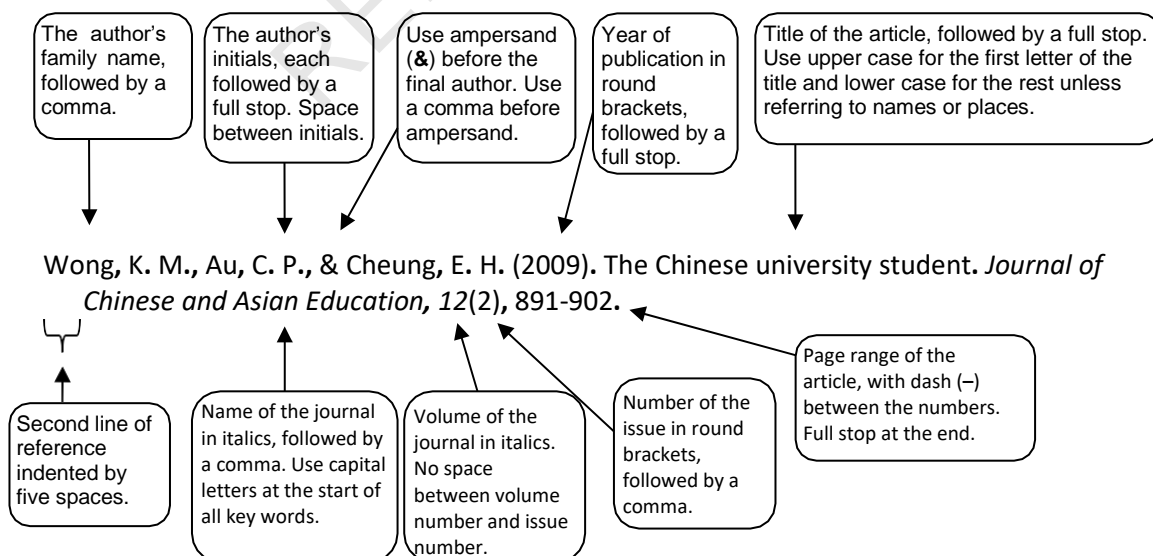 The author's
family name,
followed by a
comma.
The author's
initials, each
followed by a
full stop. Space
between initials.
Use ampersand
(&) before the
final author. Use
a comma before
ampersand.
Year of
publication in
round
brackets,
followed by a
full stop.
Title of the article, followed by a full stop.
Use upper case for the first letter of the
title and lower case for the rest unless
referring to names or places.
Wong, K. M., Au, C. P., & Cheung, E. H. (2009). The Chinese university student. Journal of
Chinese and Asian Education, 12(2), 891-902.
Second line of
reference
indented by
five spaces.
Name of the journal
in italics, followed by
a comma. Use capital
letters at the start of
all key words.
Volume of the
journal in italics.
No space
between volume
number and issue
number.
Number of the
issue in round
brackets,
followed by a
comma.
Page range of the
article, with dash (–)
between the numbers.
Full stop at the end.